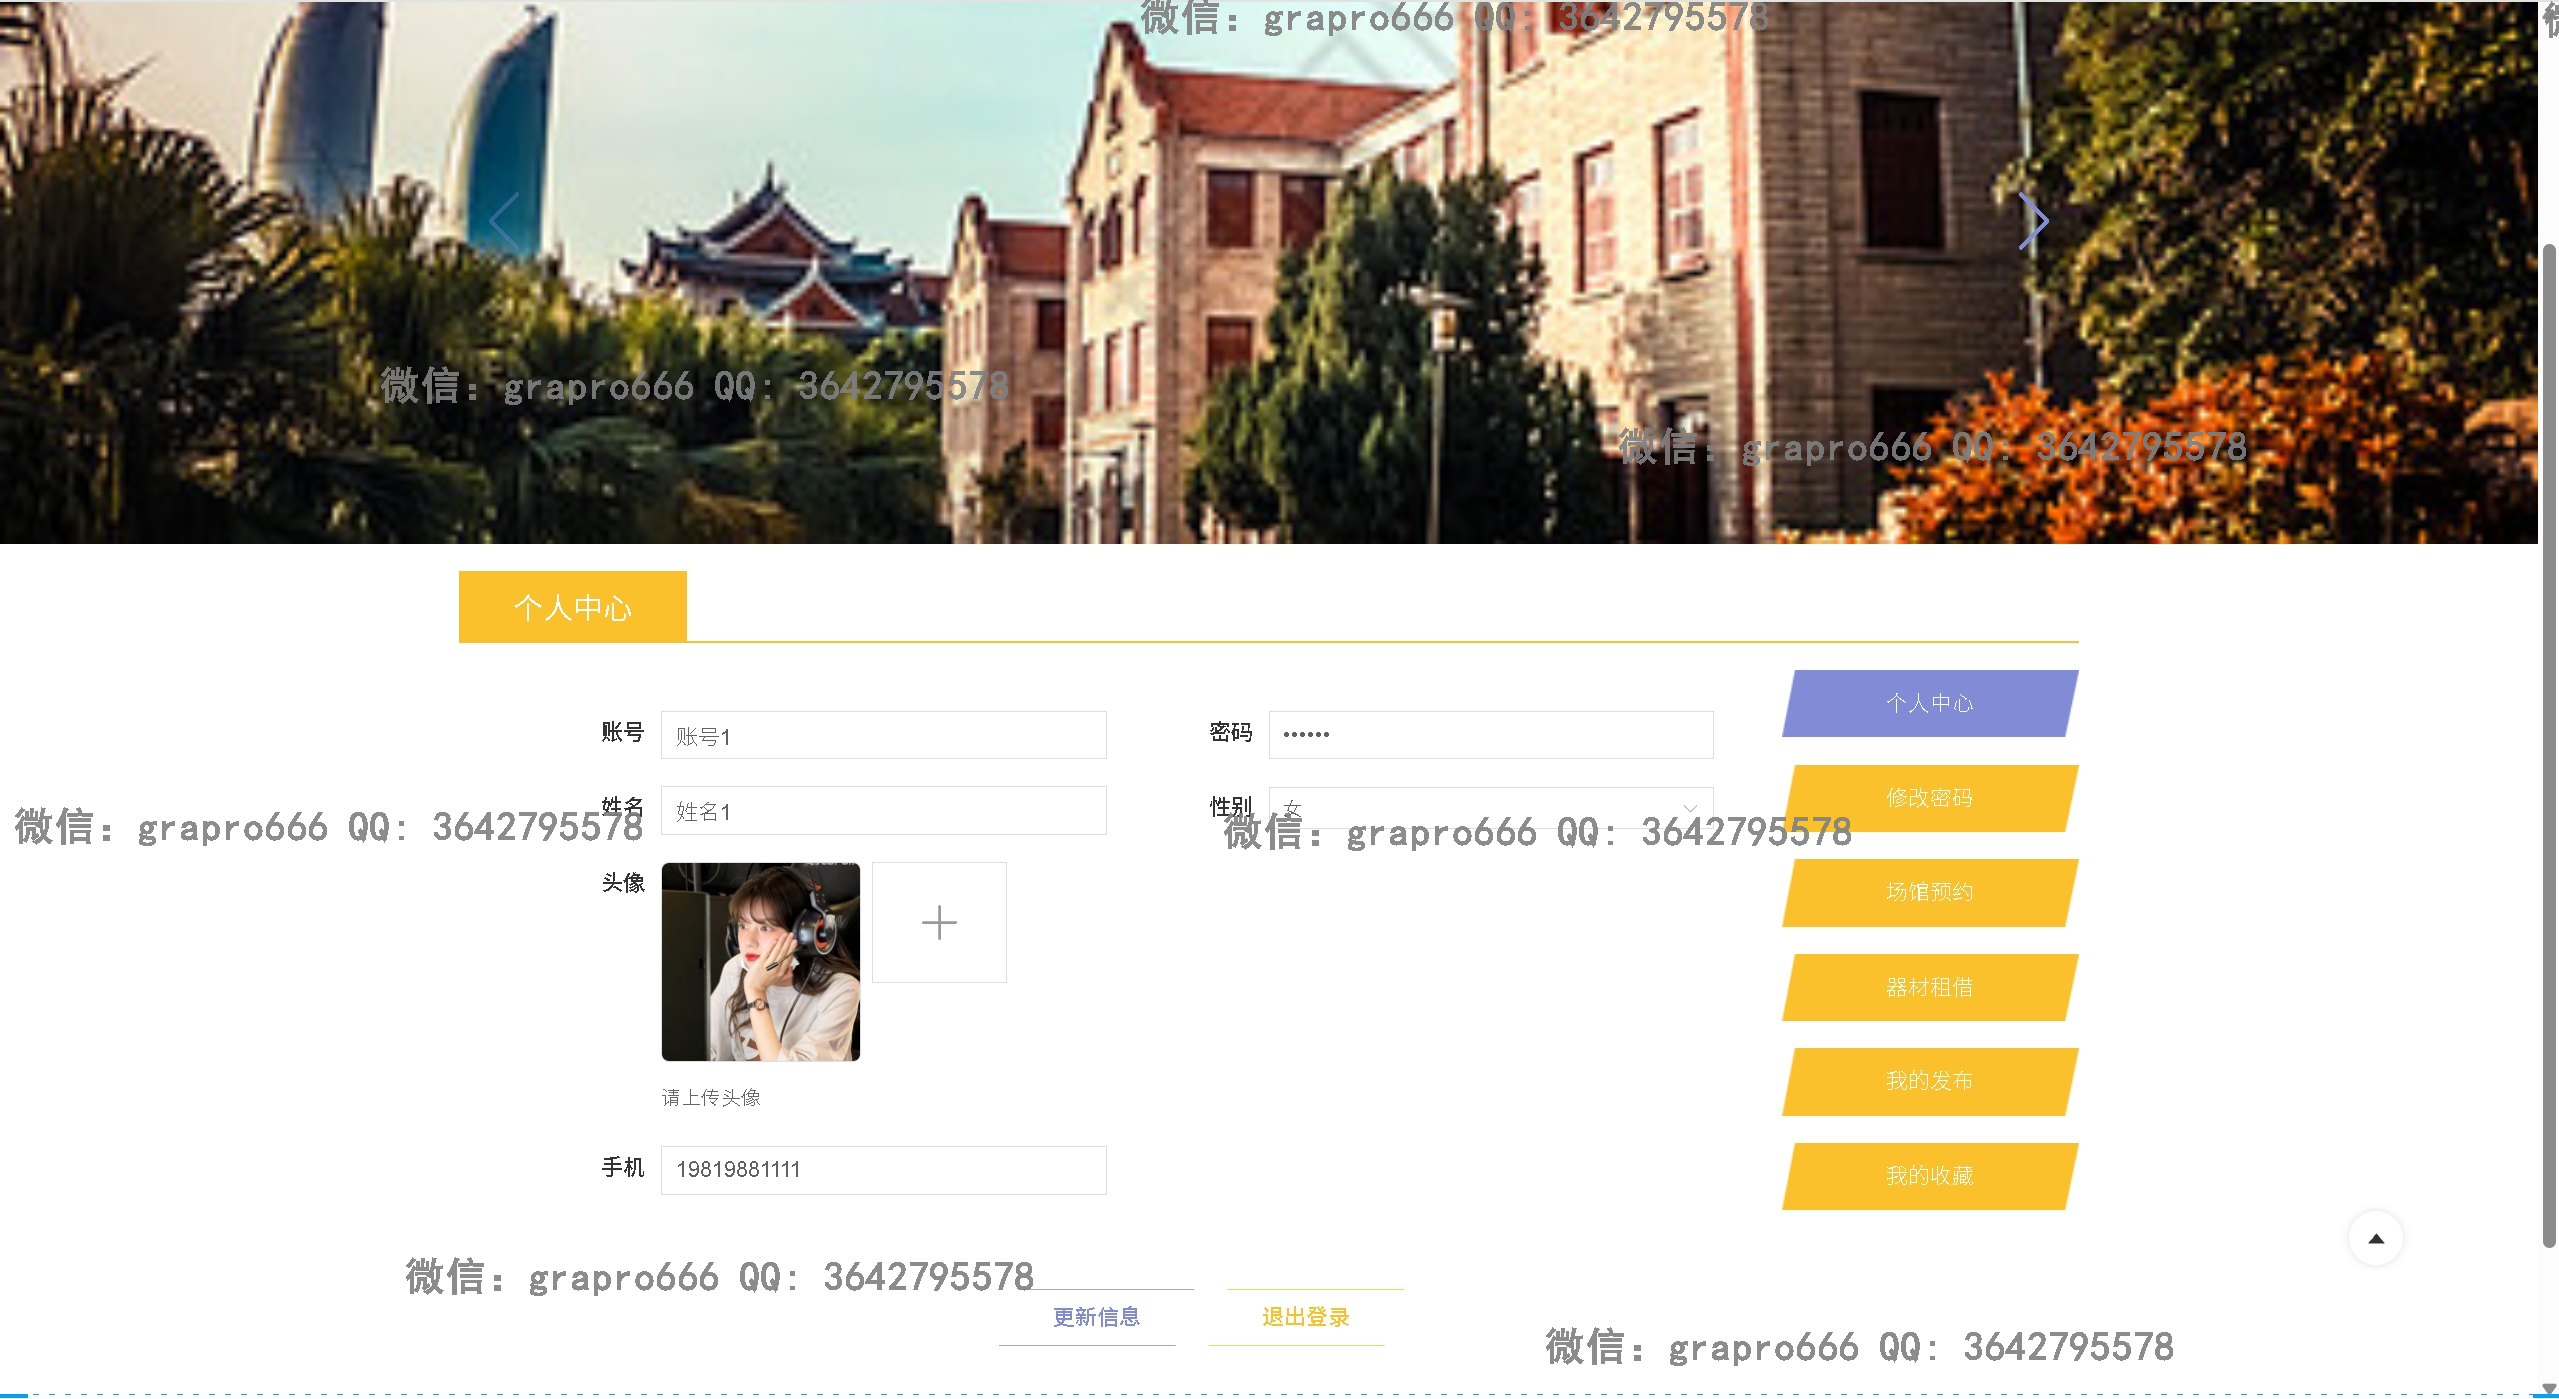 微信：grapro666 QQ：3642795578
微信：grapro666 QQ：3642795578
微信：grapro666 QQ：3642795578
个人中心
个人中心
账号 账号1
密码 ••••••
修改密码
姓名 姓名1
性别 女
微信：grapro666 QQ：3642795578
微信：grapro666 QQ：3642795578
头像
场馆预约
器材租借
请上传头像
我的发布
手机 19819881111
我的收藏
微信：grapro666 QQ：3642795578
更新信息
退出登录
微信：grapro666 QQ：3642795578